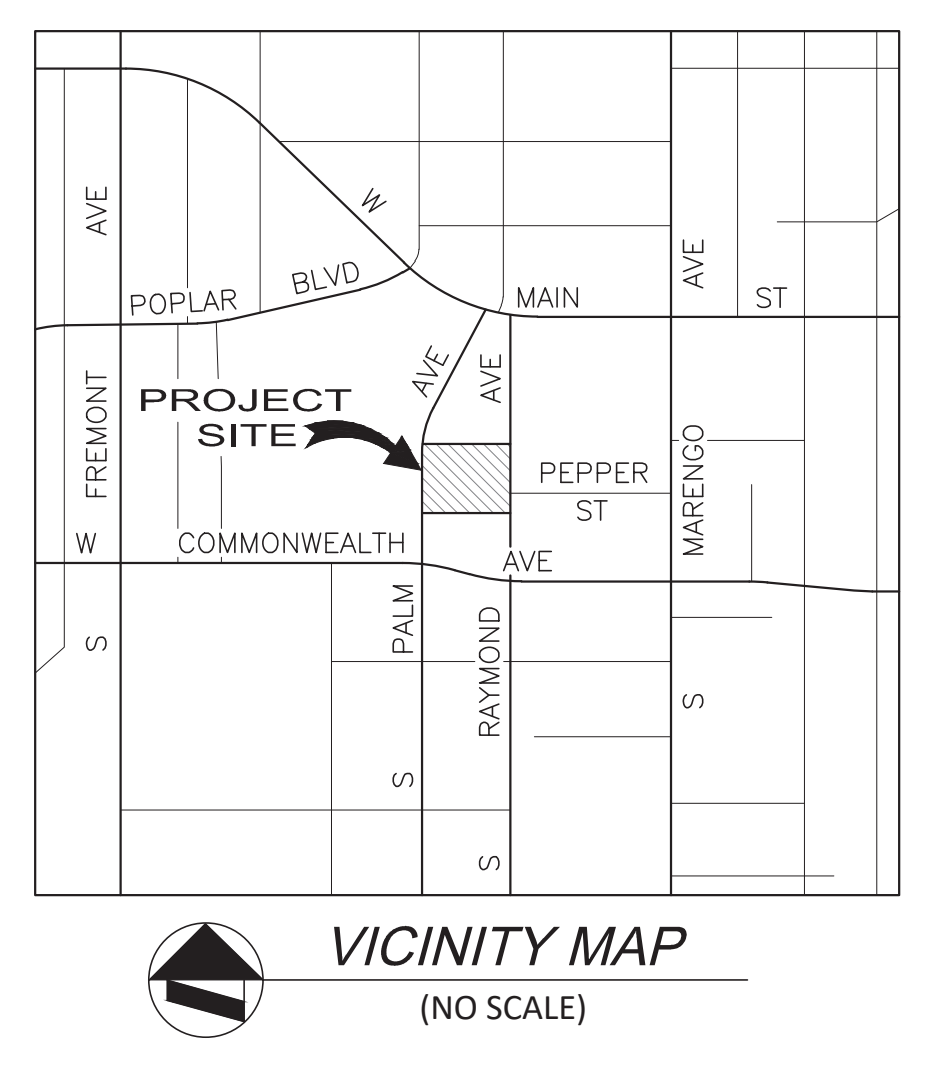 W
AVE
POPLAR BLVD
AVE
MAIN ST
AVE
AVE
FREMONT
PROJECT
SITE
MARENGO
PEPPER
ST
W COMMONWEALTH AVE
PALM
RAYMOND
S
S
S
S
VICINITY MAP
(NO SCALE)